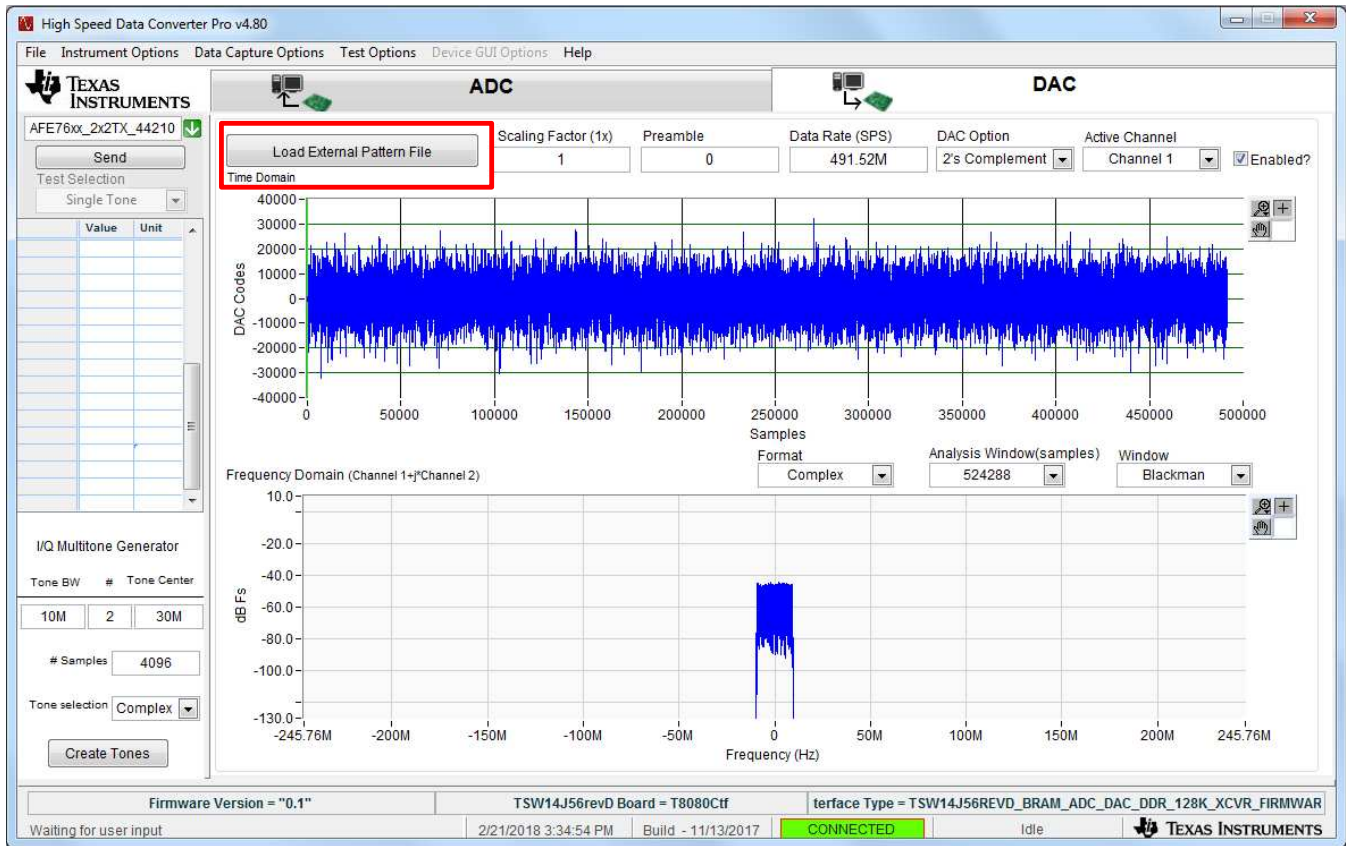 High Speed Data Converter Pro v4.80
File Instrument Options Data Capture Options Test Options Device GUI Options Help
TEXAS INSTRUMENTS
ADC
DAC
AFE76xx_2x2TX_44210
Send
Test Selection
Single Tone
Value Unit
I/Q Multitone Generator
Tone BW # Tone Center
10M 2 30M
# Samples 4096
Tone selection Complex
Create Tones
Load External Pattern File
Scaling Factor (1x) Preamble Data Rate (SPS) DAC Option Active Channel
1 0 491.52M 2's Complement Channel 1 Enabled?
Time Domain
40000
30000
20000
10000
0
-10000
-20000
-30000
-40000
DAC Codes
0 50000 100000 150000 200000 250000 300000 350000 400000 450000 500000
Samples
Format Analysis Window(samples) Window
Frequency Domain (Channel 1+j*Channel 2) Complex 524288 Blackman
10.0
-20.0
-40.0
-60.0
-80.0
-100.0
-130.0
dB Fs
-245.76M -200M -150M -100M -50M 0 50M 100M 150M 200M 245.76M
Frequency (Hz)
Firmware Version = "0.1" TSW14J56revD Board = T8080Ctf terface Type = TSW14J56REVD_BRAM_ADC_DAC_DDR_128K_XCVR_FIRMWAR
Waiting for user input 2/21/2018 3:34:54 PM Build - 11/13/2017 CONNECTED Idle TEXAS INSTRUMENTS